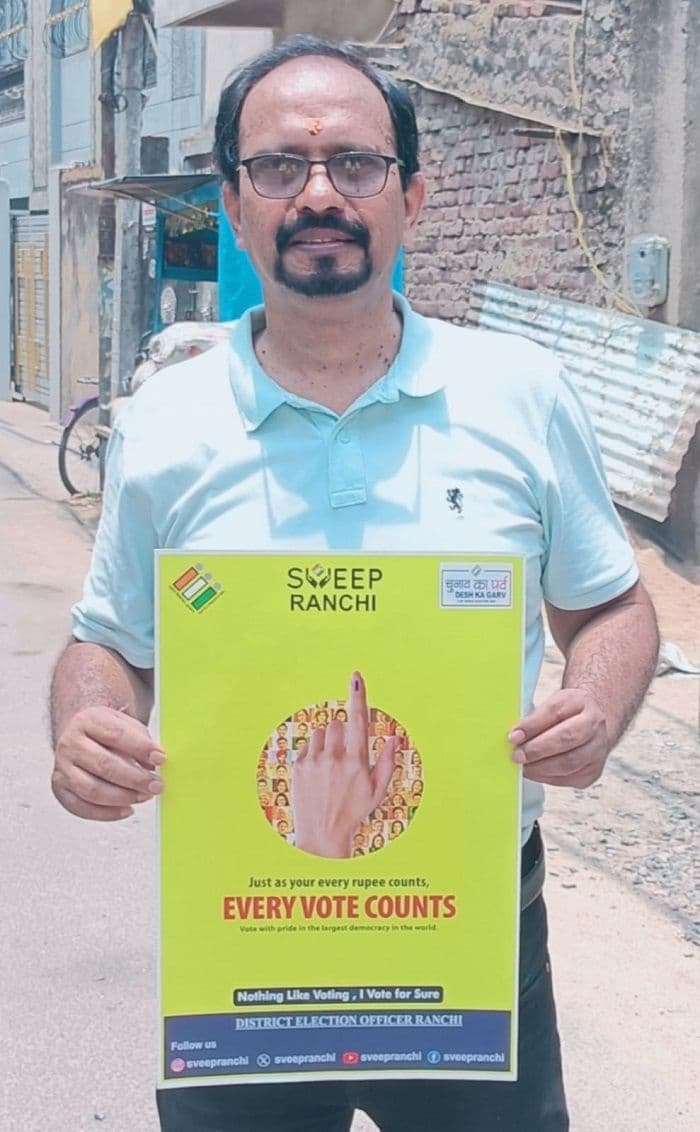 SWEEP
RANCHI
चुनाव का पर्व
DESH KA GARV
Just as your every rupee counts,
EVERY VOTE COUNTS
Vote with pride in the largest democracy in the world.
Nothing Like Voting , I Vote for Sure
DISTRICT ELECTION OFFICER RANCHI
Follow us
sveepranchi sveepranchi sveepranchi sveepranchi